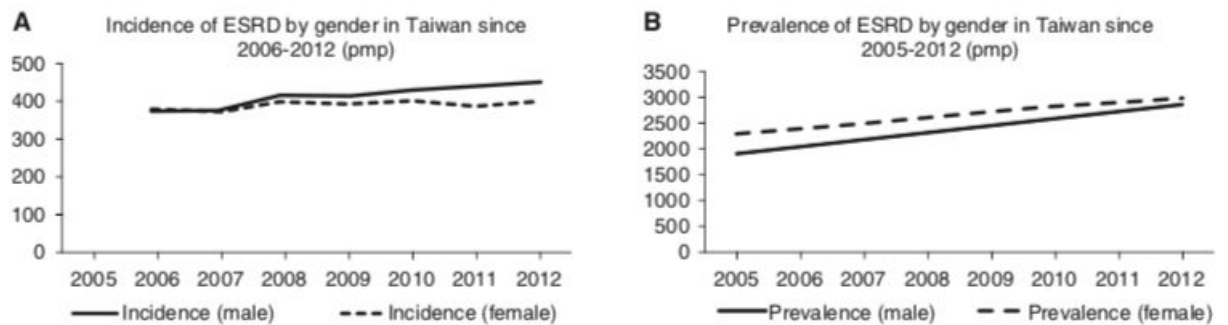 A
Incidence of ESRD by gender in Taiwan since
2006-2012 (pmp)
500
400
300
200
100
0
2005 2006 2007 2008 2009 2010 2011 2012
Incidence (male) Incidence (female)
B
Prevalence of ESRD by gender in Taiwan since
2005-2012 (pmp)
3500
3000
2500
2000
1500
1000
500
0
2005 2006 2007 2008 2009 2010 2011 2012
Prevalence (male) Prevalence (female)